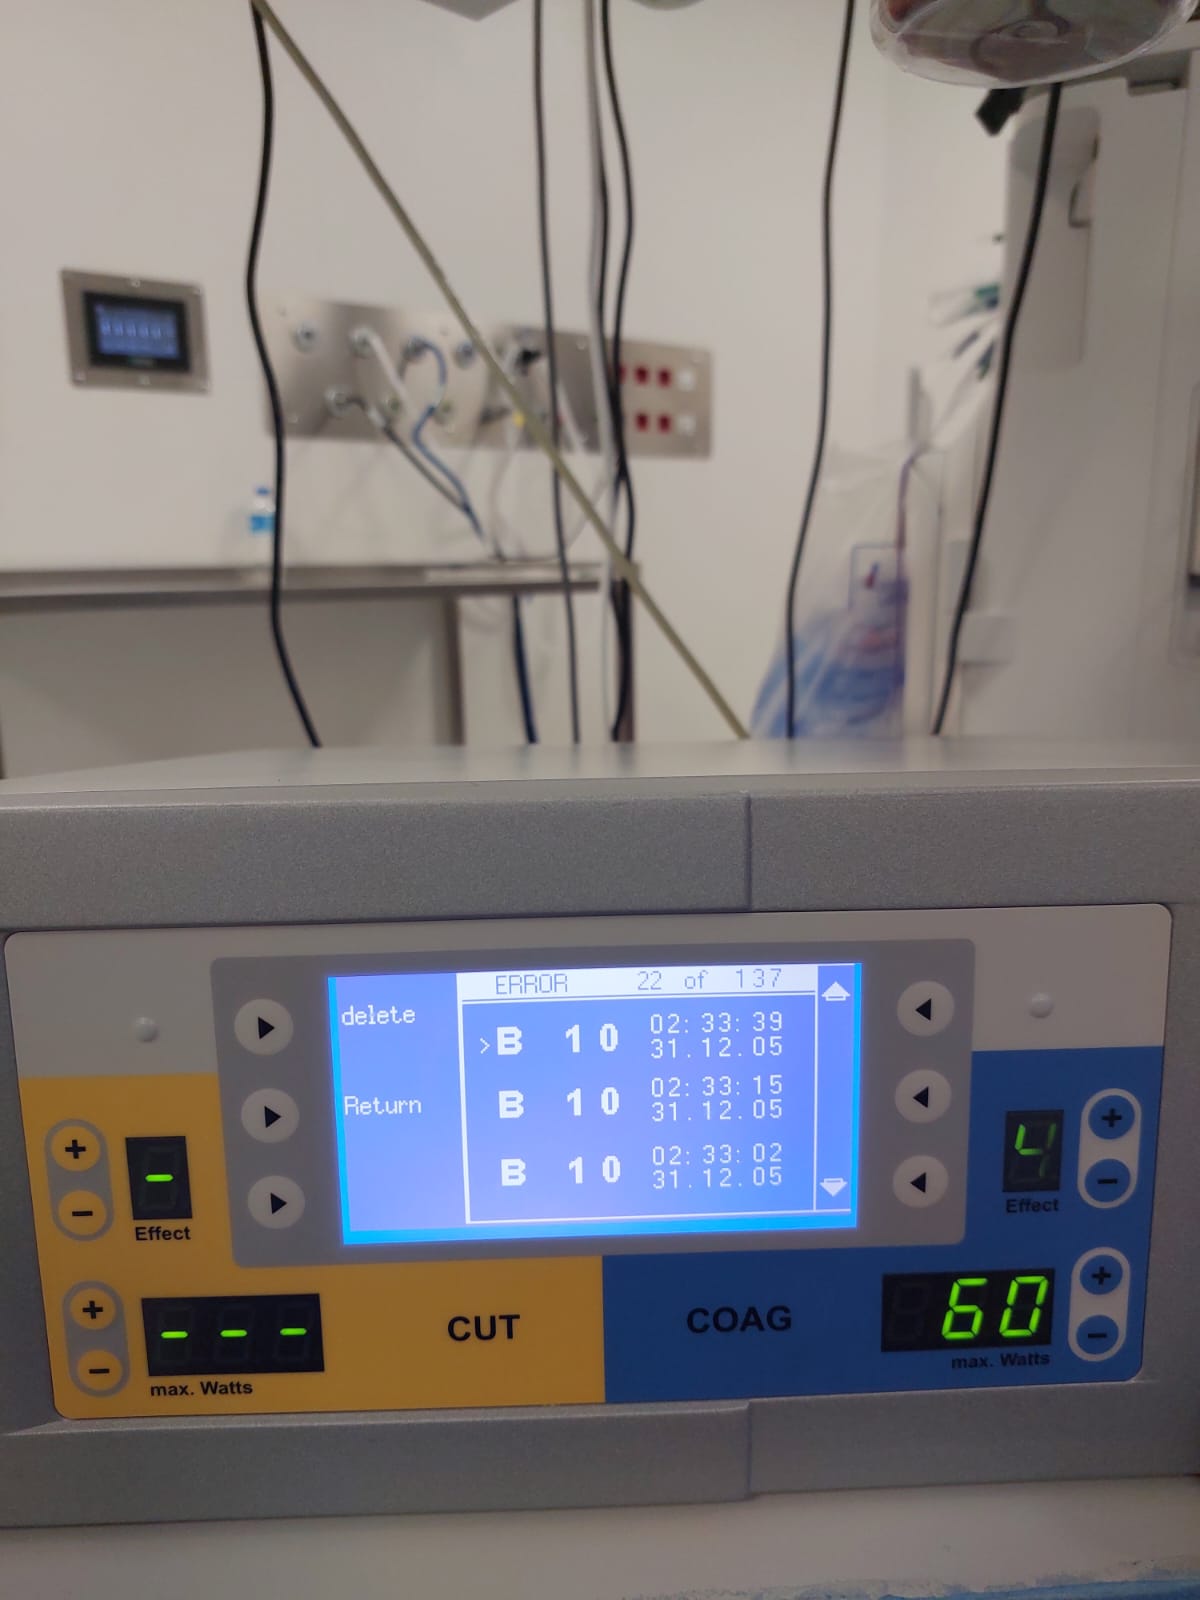 ERROR 22 of 137
delete
>B 10 02:33:39
31.12.05
Return
B 10 02:33:15
31.12.05
B 10 02:33:02
31.12.05
+
−
-
Effect
4
Effect
+
−
+
−
---
max. Watts
CUT
COAG
60
max. Watts
+
−